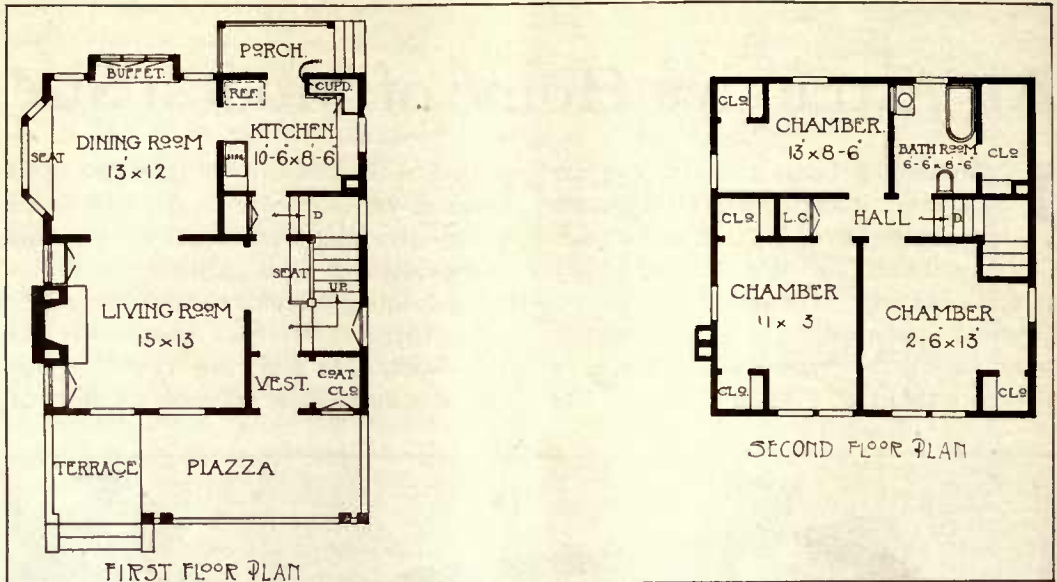 PORCH.
BUFFET.
REF.
CUPD.
DINING ROOM
13' x 12'
KITCHEN.
10'-6" x 8'-6"
SEAT
SINK
D
SEAT
UP
LIVING ROOM
15 x 13
VEST.
COAT
CLO
TERRACE
PIAZZA
FIRST FLOOR PLAN
CLO
CHAMBER.
13' x 8'-6"
BATH ROOM
6'-6" x 8'-6"
CLO
CLO.
L.C.
HALL
D.
CHAMBER
11 x 3
CHAMBER
2-6" x 13'
CLO.
CLO
SECOND FLOOR PLAN